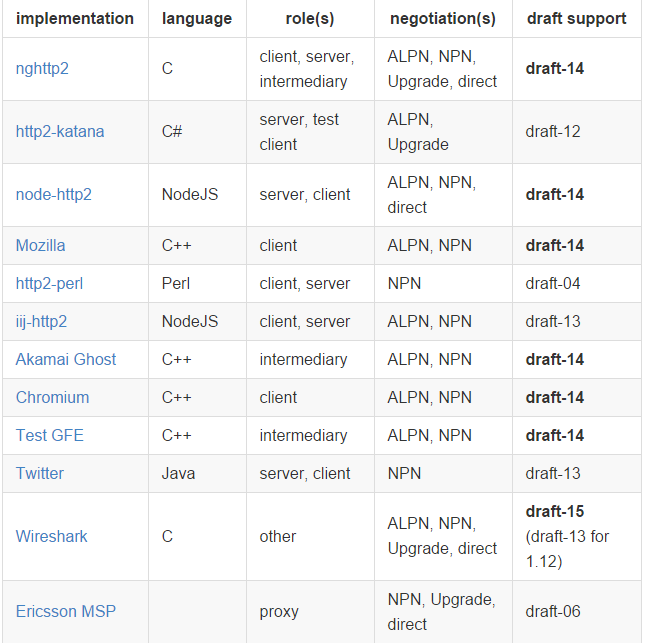 implementation language role(s) negotiation(s) draft support
nghttp2 C client, server, intermediary ALPN, NPN, Upgrade, direct draft-14
http2-katana C# server, test client ALPN, Upgrade draft-12
node-http2 NodeJS server, client ALPN, NPN, direct draft-14
Mozilla C++ client ALPN, NPN draft-14
http2-perl Perl client, server NPN draft-04
iij-http2 NodeJS client, server ALPN, NPN draft-13
Akamai Ghost C++ intermediary ALPN, NPN draft-14
Chromium C++ client ALPN, NPN draft-14
Test GFE C++ intermediary ALPN, NPN draft-14
Twitter Java server, client NPN draft-13
Wireshark C other ALPN, NPN, Upgrade, direct draft-15 (draft-13 for 1.12)
Ericsson MSP proxy NPN, Upgrade, direct draft-06